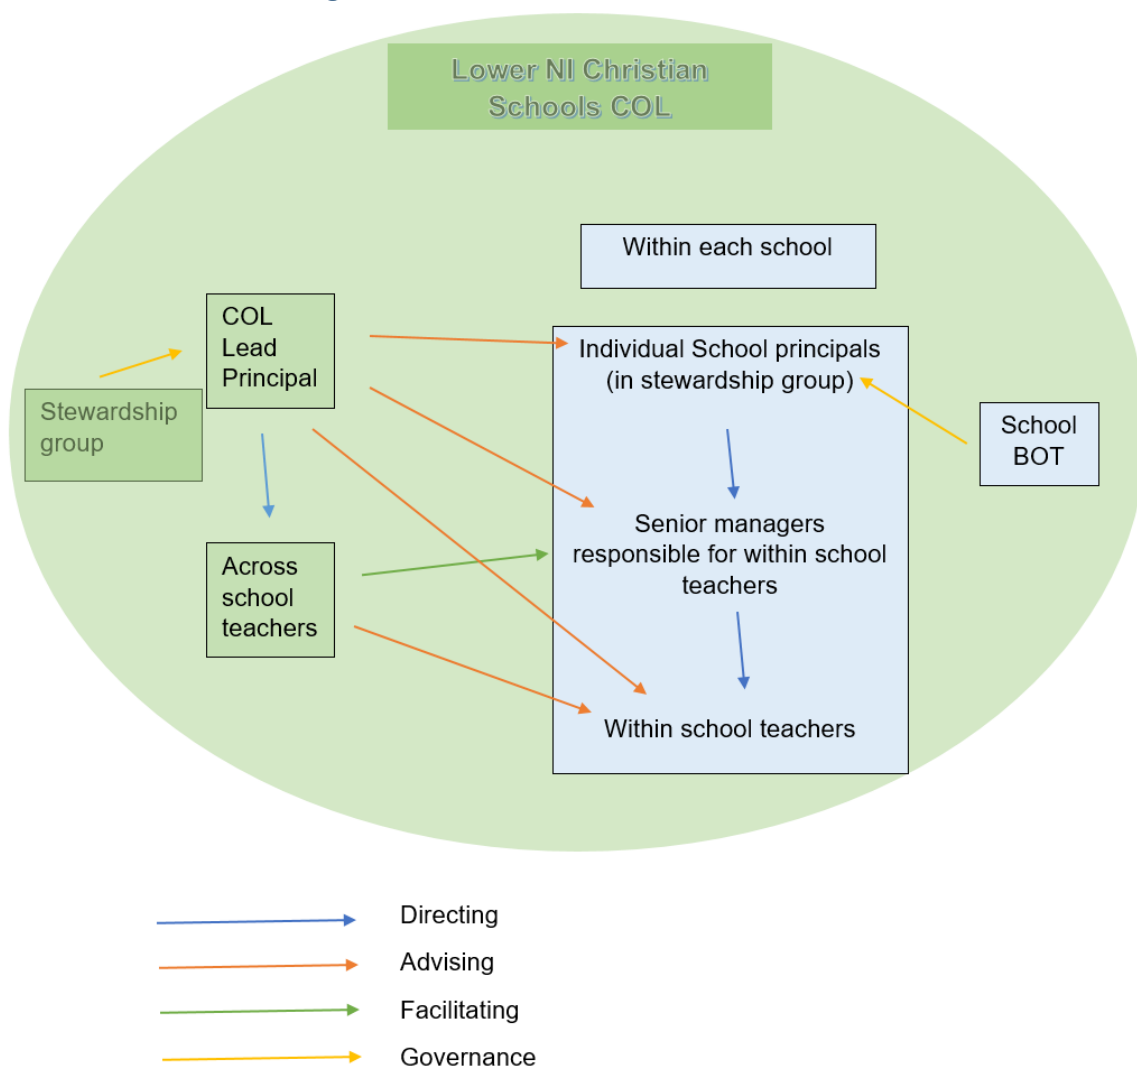 Lower NI Christian
Schools COL
Within each school
COL
Lead
Principal
Individual School principals
(in stewardship group)
Stewardship
group
School
BOT
Senior managers
responsible for within school
teachers
Across
school
teachers
Within school teachers
Directing
Advising
Facilitating
Governance